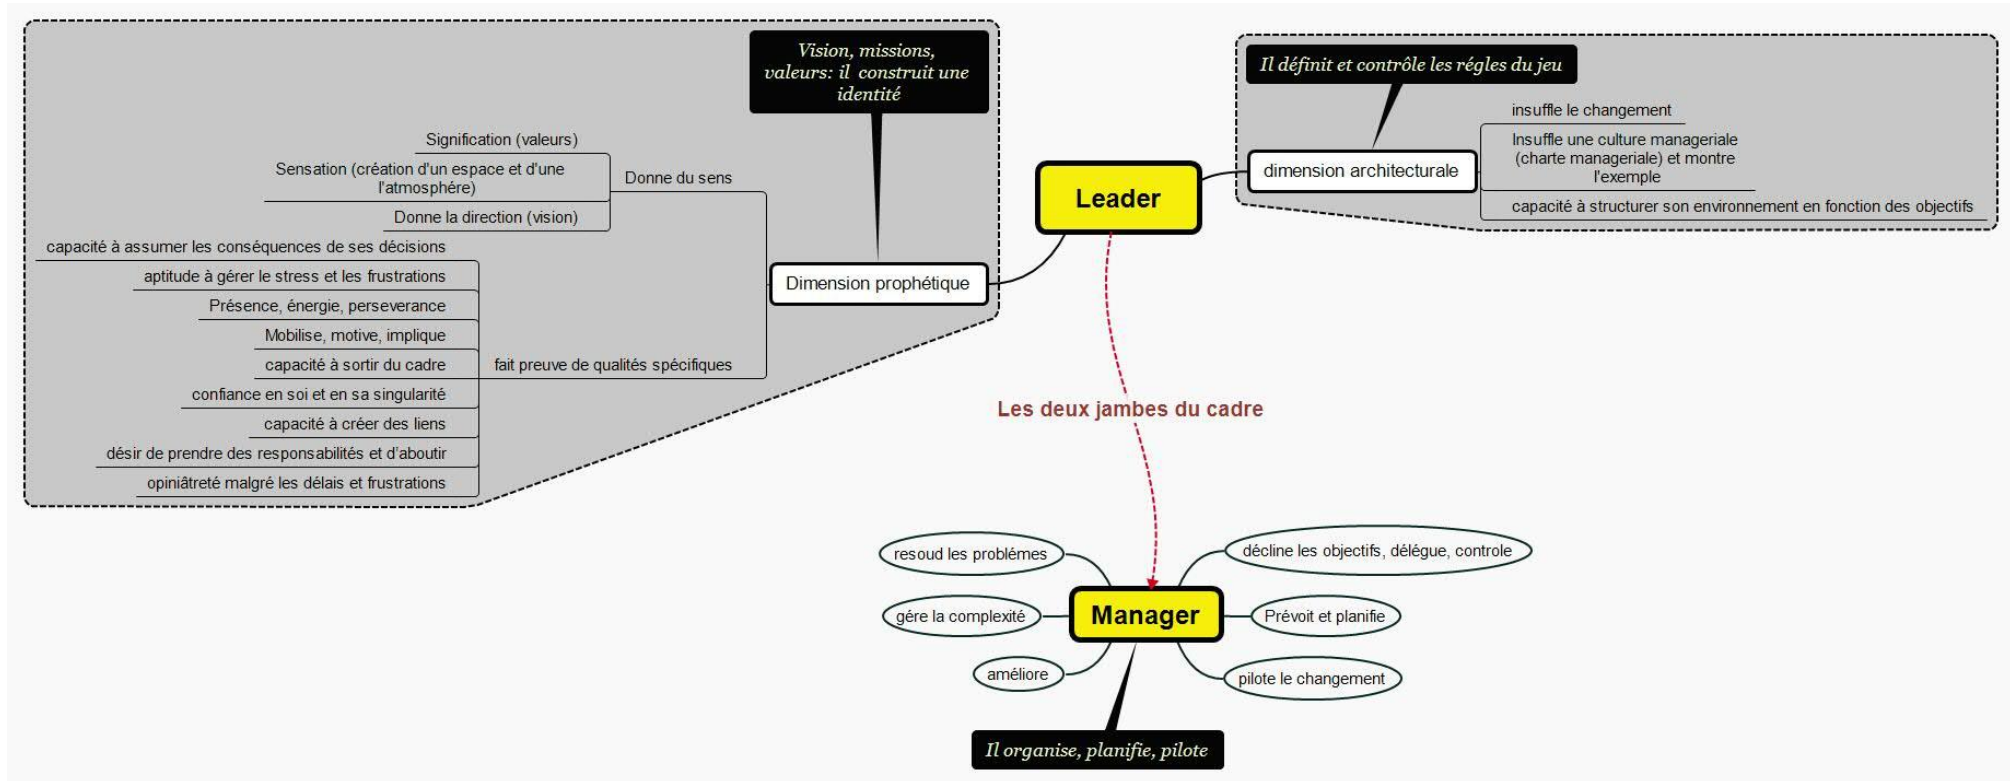 Vision, missions,
valeurs: il construit une
identité
Signification (valeurs)
Sensation (création d'un espace et d'une
l'atmosphére)
Donne la direction (vision)
Donne du sens
capacité à assumer les conséquences de ses décisions
aptitude à gérer le stress et les frustrations
Présence, énergie, perseverance
Mobilise, motive, implique
capacité à sortir du cadre
confiance en soi et en sa singularité
capacité à créer des liens
désir de prendre des responsabilités et d'aboutir
opiniâtreté malgré les délais et frustrations
fait preuve de qualités spécifiques
Dimension prophétique
Leader
Il définit et contrôle les régles du jeu
dimension architecturale
insuffle le changement
Insuffle une culture manageriale
(charte manageriale) et montre
l'exemple
capacité à structurer son environnement en fonction des objectifs
Les deux jambes du cadre
resoud les problémes
gére la complexité
améliore
Manager
décline les objectifs, délégue, controle
Prévoit et planifie
pilote le changement
Il organise, planifie, pilote